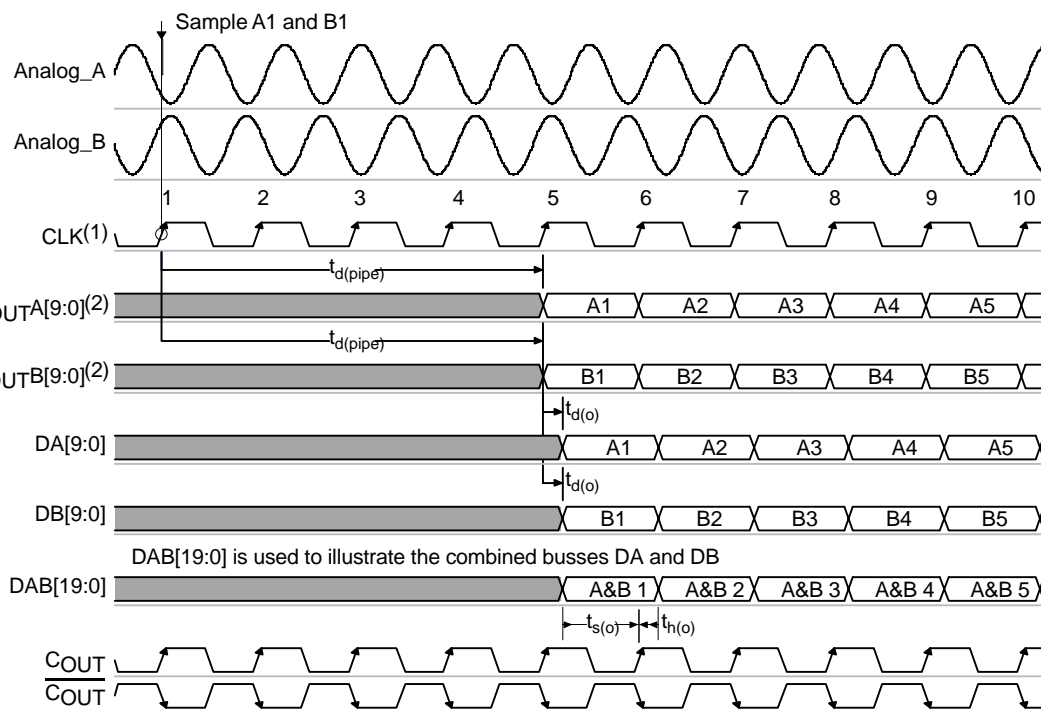 Sample A1 and B1
Analog_A
Analog_B
1 2 3 4 5 6 7 8 9 10
CLK(1)
td(pipe)
OUTA[9:0](2)
A1 A2 A3 A4 A5
td(pipe)
OUTB[9:0](2)
B1 B2 B3 B4 B5
td(o)
DA[9:0]
A1 A2 A3 A4 A5
td(o)
DB[9:0]
B1 B2 B3 B4 B5
DAB[19:0] is used to illustrate the combined busses DA and DB
DAB[19:0]
A&B 1 A&B 2 A&B 3 A&B 4 A&B 5
ts(o) th(o)
COUT
COUT